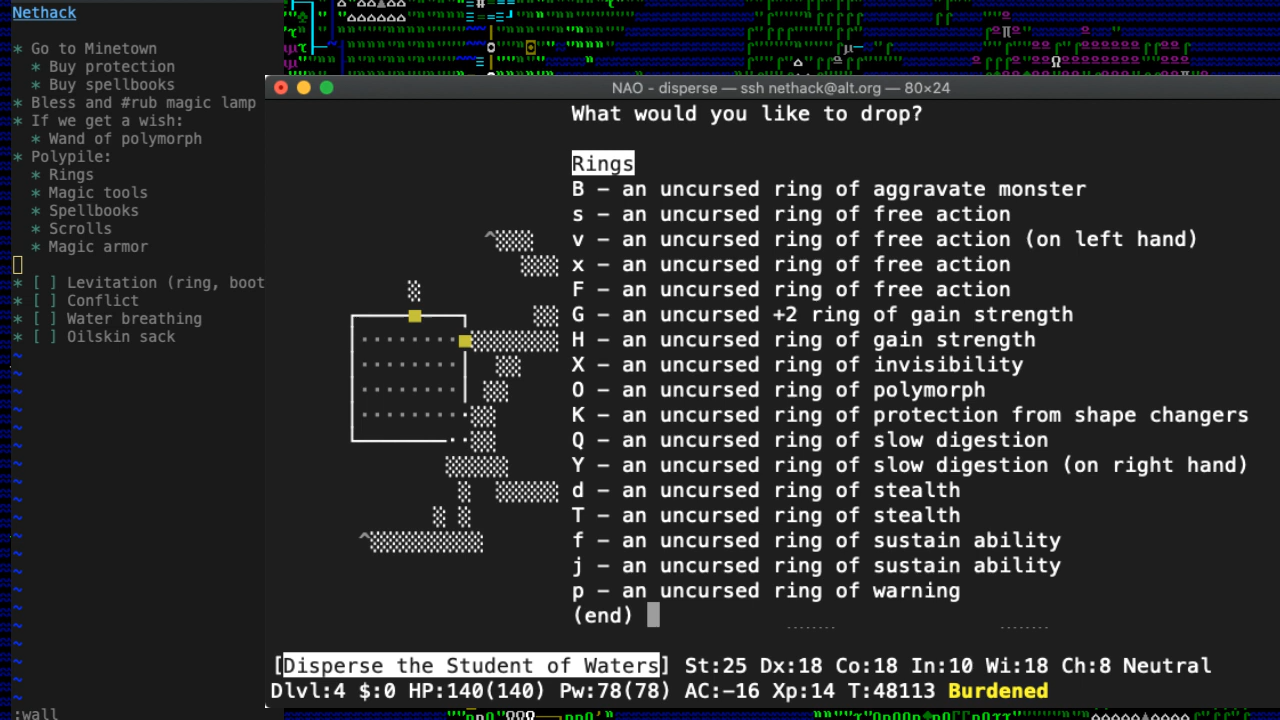 Nethack
* Go to Minetown
* Buy protection
* Buy spellbooks
* Bless and #rub magic lamp
* If we get a wish:
* Wand of polymorph
* Polypile:
* Rings
* Magic tools
* Spellbooks
* Scrolls
* Magic armor
* [ ] Levitation (ring, boot
* [ ] Conflict
* [ ] Water breathing
* [ ] Oilskin sack
:wall
NAO - disperse — ssh nethack@alt.org — 80×24
What would you like to drop?
Rings
B - an uncursed ring of aggravate monster
s - an uncursed ring of free action
v - an uncursed ring of free action (on left hand)
x - an uncursed ring of free action
F - an uncursed ring of free action
G - an uncursed +2 ring of gain strength
H - an uncursed ring of gain strength
X - an uncursed ring of invisibility
O - an uncursed ring of polymorph
K - an uncursed ring of protection from shape changers
Q - an uncursed ring of slow digestion
Y - an uncursed ring of slow digestion (on right hand)
d - an uncursed ring of stealth
T - an uncursed ring of stealth
f - an uncursed ring of sustain ability
j - an uncursed ring of sustain ability
p - an uncursed ring of warning
(end)
[Disperse the Student of Waters] St:25 Dx:18 Co:18 In:10 Wi:18 Ch:8 Neutral
Dlvl:4 $:0 HP:140(140) Pw:78(78) AC:-16 Xp:14 T:48113 Burdened